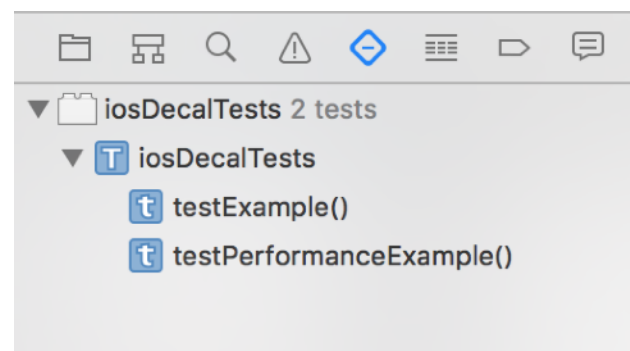 iosDecalTests 2 tests
T iosDecalTests
t testExample()
t testPerformanceExample()